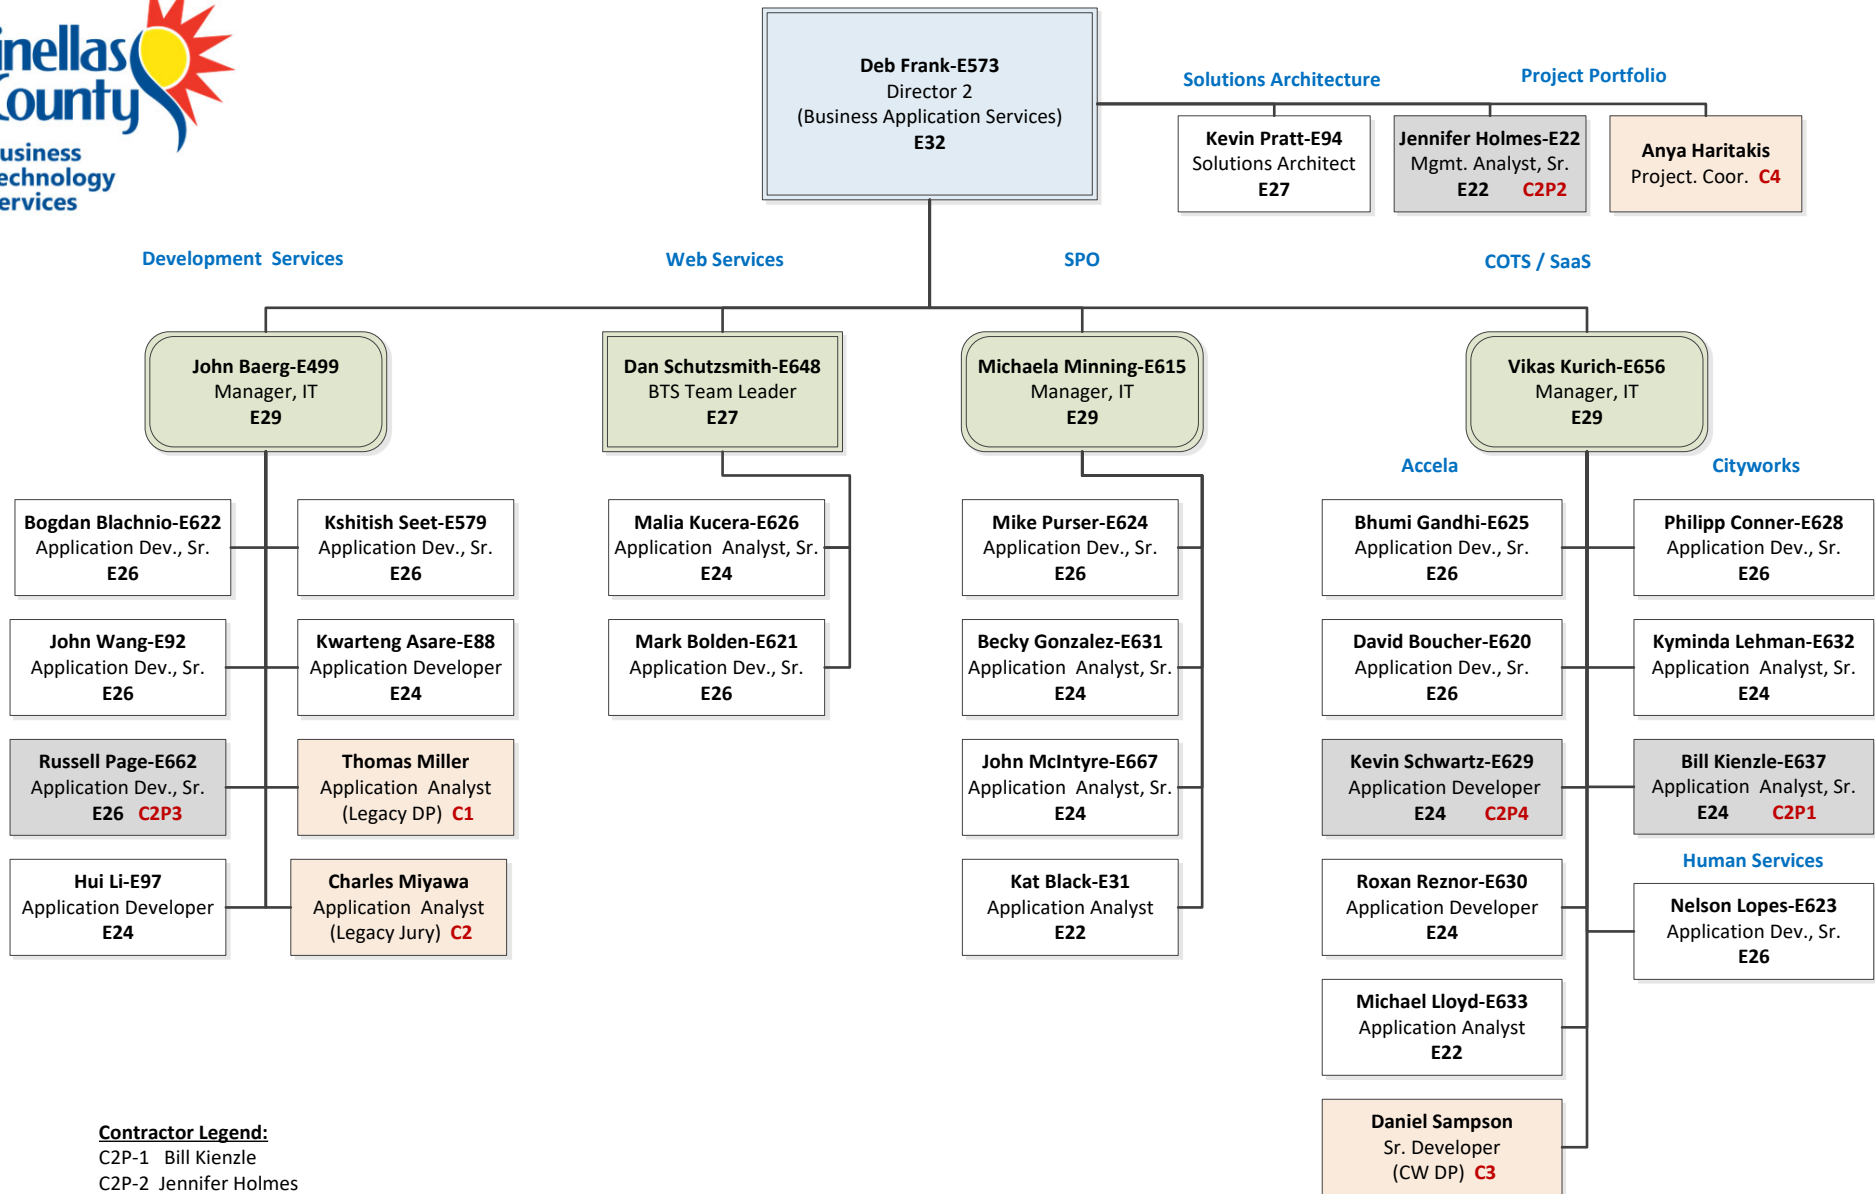 inellas
County
usiness
echnology
ervices
Deb Frank-E573
Director 2
(Business Application Services)
E32
Solutions Architecture
Project Portfolio
Kevin Pratt-E94
Solutions Architect
E27
Jennifer Holmes-E22
Mgmt. Analyst, Sr.
E22 C2P2
Anya Haritakis
Project. Coor. C4
Development Services
Web Services
SPO
COTS / SaaS
John Baerg-E499
Manager, IT
E29
Dan Schutzsmith-E648
BTS Team Leader
E27
Michaela Minning-E615
Manager, IT
E29
Vikas Kurich-E656
Manager, IT
E29
Accela
Cityworks
Bogdan Blachnio-E622
Application Dev., Sr.
E26
Kshitish Seet-E579
Application Dev., Sr.
E26
Malia Kucera-E626
Application Analyst, Sr.
E24
Mike Purser-E624
Application Dev., Sr.
E26
Bhumi Gandhi-E625
Application Dev., Sr.
E26
Philipp Conner-E628
Application Dev., Sr.
E26
John Wang-E92
Application Dev., Sr.
E26
Kwarteng Asare-E88
Application Developer
E24
Mark Bolden-E621
Application Dev., Sr.
E26
Becky Gonzalez-E631
Application Analyst, Sr.
E24
David Boucher-E620
Application Dev., Sr.
E26
Kyminda Lehman-E632
Application Analyst, Sr.
E24
Russell Page-E662
Application Dev., Sr.
E26 C2P3
Thomas Miller
Application Analyst
(Legacy DP) C1
John McIntyre-E667
Application Analyst, Sr.
E24
Kevin Schwartz-E629
Application Developer
E24 C2P4
Bill Kienzle-E637
Application Analyst, Sr.
E24 C2P1
Human Services
Hui Li-E97
Application Developer
E24
Charles Miyawa
Application Analyst
(Legacy Jury) C2
Kat Black-E31
Application Analyst
E22
Roxan Reznor-E630
Application Developer
E24
Nelson Lopes-E623
Application Dev., Sr.
E26
Michael Lloyd-E633
Application Analyst
E22
Daniel Sampson
Sr. Developer
(CW DP) C3
Contractor Legend:
C2P-1 Bill Kienzle
C2P-2 Jennifer Holmes